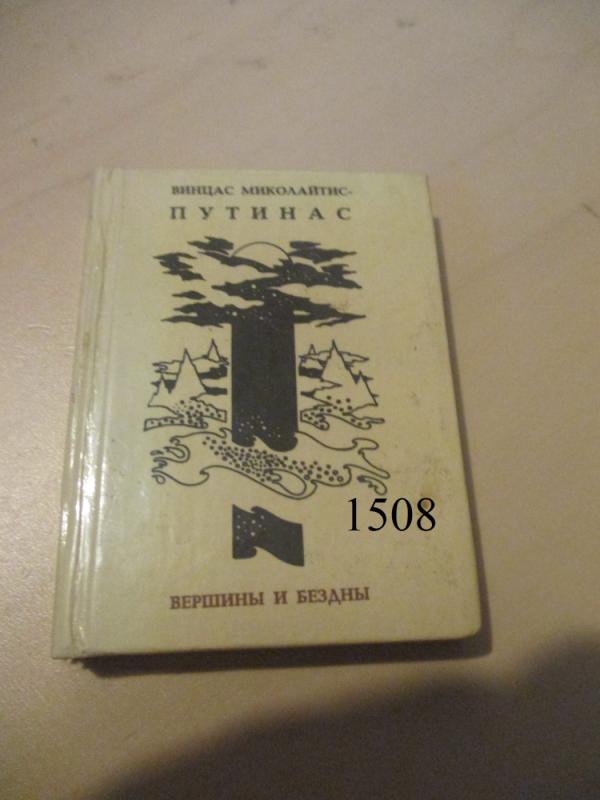 ВИНЦАС МИКОЛАЙТИС-
ПУТИНАС
1508
ВЕРШИНЫ И БЕЗДНЫ